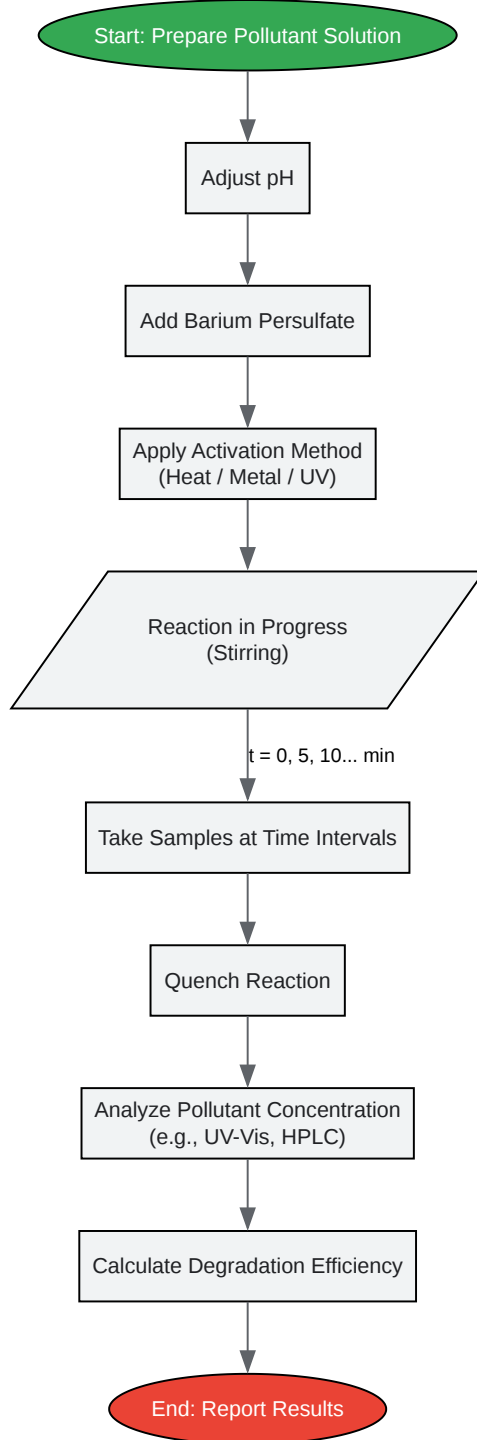 Start: Prepare Pollutant Solution
Adjust pH
Add Barium Persulfate
Apply Activation Method
(Heat / Metal / UV)
Reaction in Progress
(Stirring)
t = 0, 5, 10... min
Take Samples at Time Intervals
Quench Reaction
Analyze Pollutant Concentration
(e.g., UV-Vis, HPLC)
Calculate Degradation Efficiency
End: Report Results